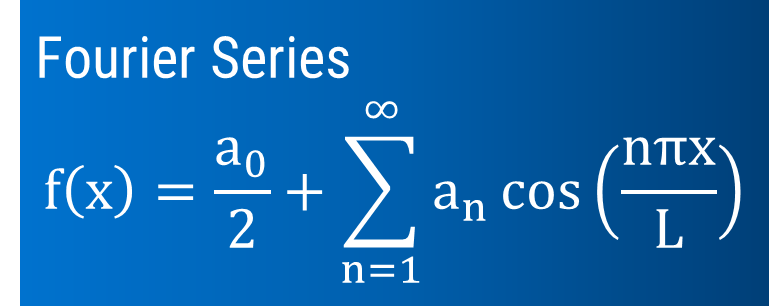 Fourier Series
f(x) = a₀/2 + ∑_{n=1}^{∞} aₙ cos (nπx/L)